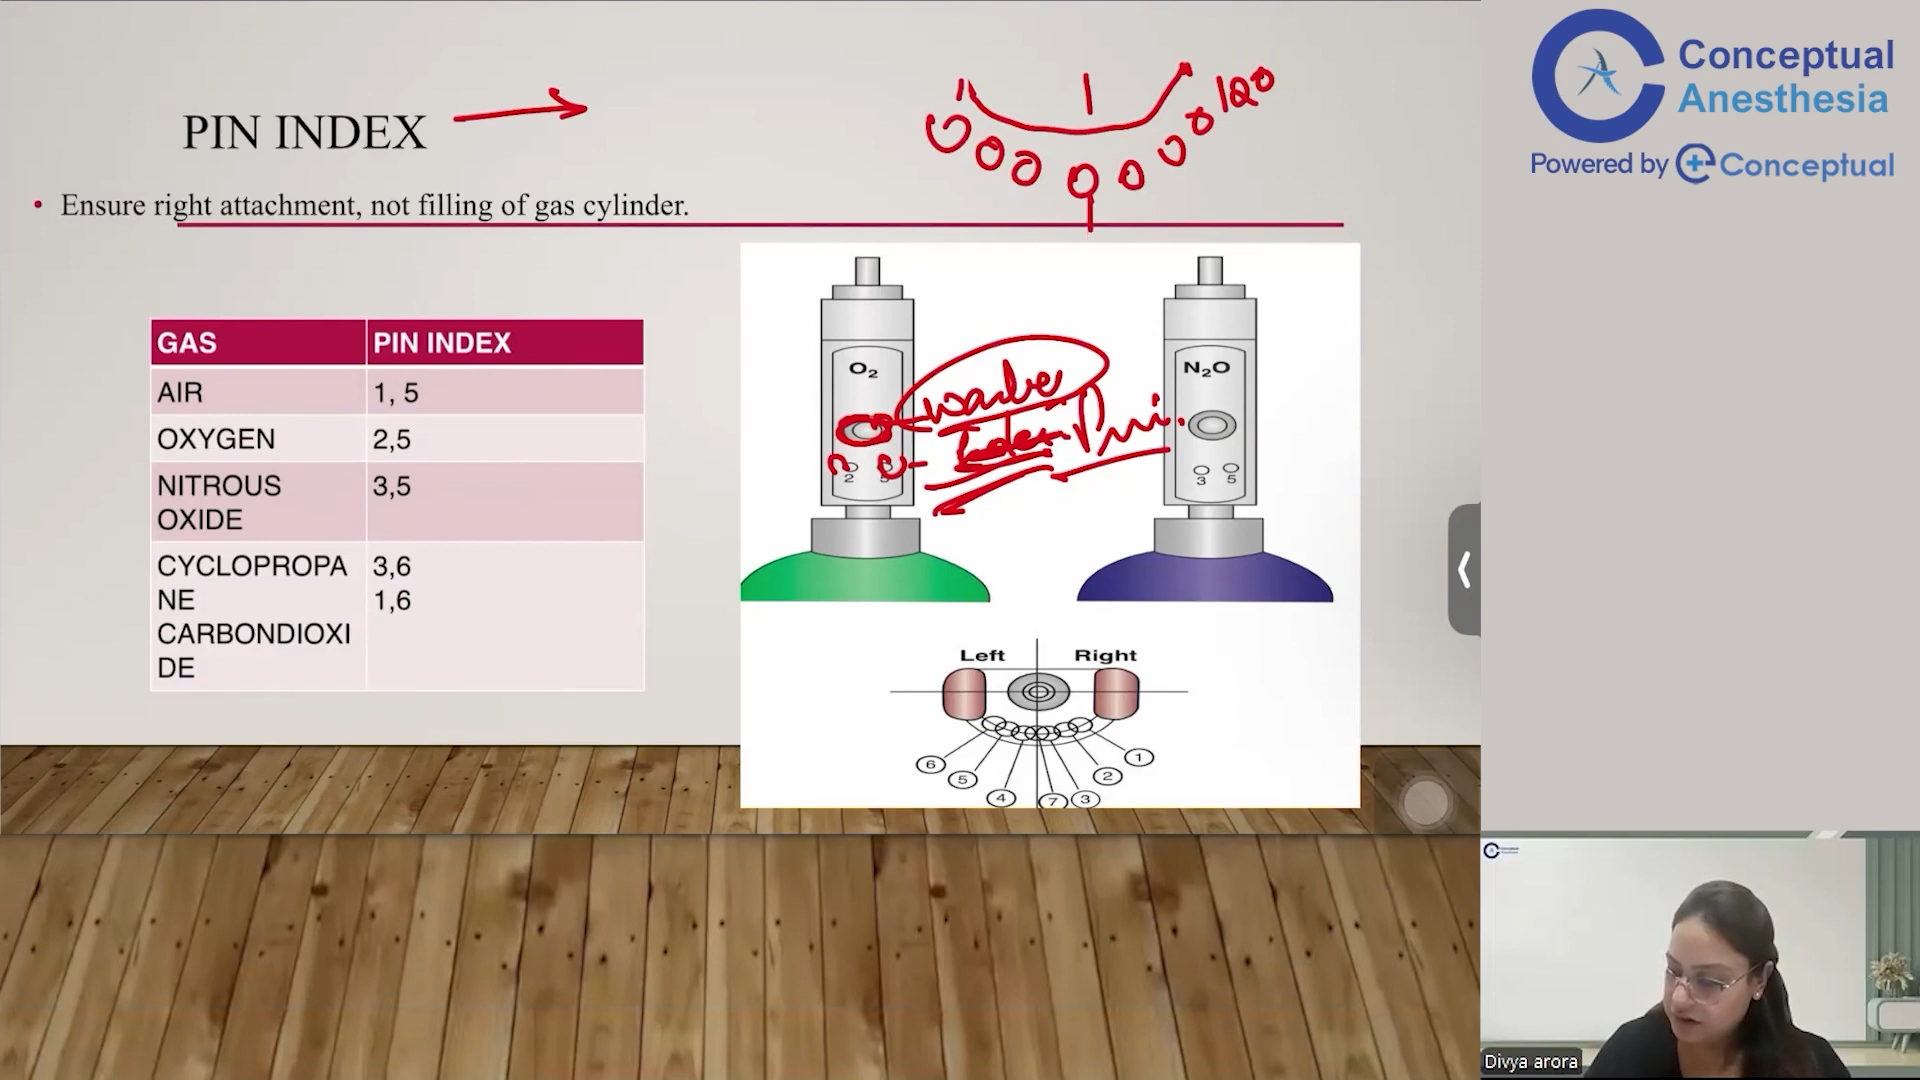 PIN INDEX
120
• Ensure right attachment, not filling of gas cylinder.
GAS PIN INDEX
AIR 1, 5
OXYGEN 2,5
NITROUS OXIDE 3,5
CYCLOPROPA
NE
CARBONDIOXI
DE
3,6
1,6
O₂
N₂O
2 5
3 5
Left Right
6
5
4
7
3
2
1
Conceptual
Anesthesia
Powered by eConceptual
Divya arora